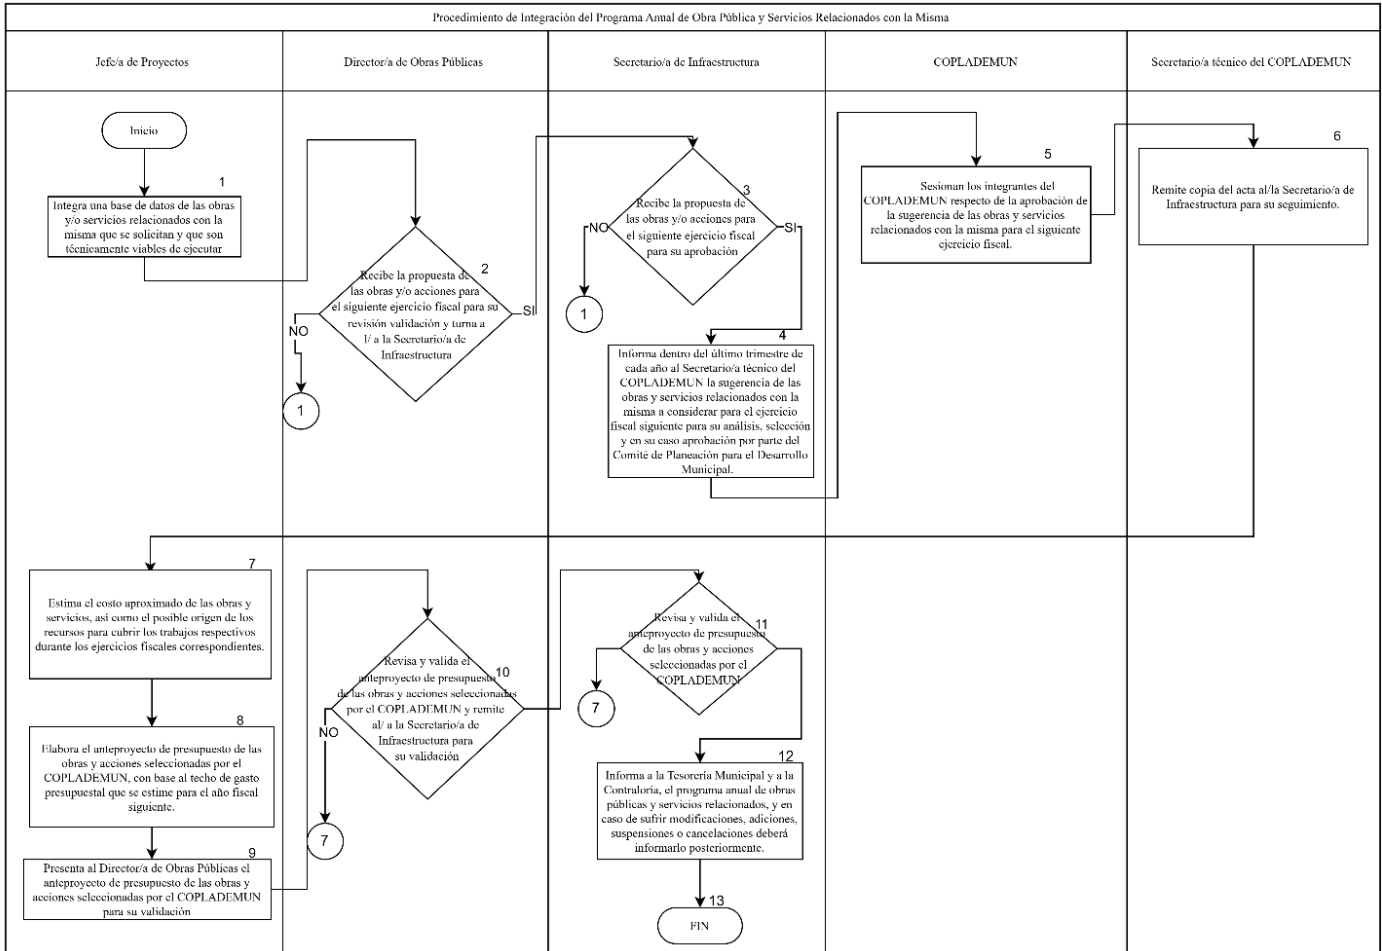 Procedimiento de Integración del Programa Anual de Obra Pública y Servicios Relacionados con la Misma
Jefe/a de Proyectos
Director/a de Obras Públicas
Secretario/a de Infraestructura
COPLADEMUN
Secretario/a técnico del COPLADEMUN
Inicio
1
Integra una base de datos de las obras
y/o servicios relacionados con la
misma que se solicitan y que son
técnicamente viables de ejecutar
2
Recibe la propuesta de
las obras y/o acciones para
el siguiente ejercicio fiscal para su
revisión validación y turna a
l/ a la Secretario/a de
Infraestructura
NO
SI
1
3
Recibe la propuesta de
las obras y/o acciones para
el siguiente ejercicio fiscal
para su aprobación
NO
SI
1
4
Informa dentro del último trimestre de
cada año al Secretario/a técnico del
COPLADEMUN la sugerencia de las
obras y servicios relacionados con la
misma a considerar para el ejercicio
fiscal siguiente para su análisis, selección
y en su caso aprobación por parte del
Comité de Planeación para el Desarrollo
Municipal.
5
Sesionan los integrantes del
COPLADEMUN respecto de la aprobación de
la sugerencia de las obras y servicios
relacionados con la misma para el siguiente
ejercicio fiscal.
6
Remite copia del acta al/la Secretario/a de
Infraestructura para su seguimiento.
7
Estima el costo aproximado de las obras y
servicios, así como el posible origen de los
recursos para cubrir los trabajos respectivos
durante los ejercicios fiscales correspondientes.
8
Elabora el anteproyecto de presupuesto de las
obras y acciones seleccionadas por el
COPLADEMUN, con base al techo de gasto
presupuestal que se estime para el año fiscal
siguiente.
9
Presenta al Director/a de Obras Públicas el
anteproyecto de presupuesto de las obras y
acciones seleccionadas por el COPLADEMUN
para su validación
10
Revisa y valida el
anteproyecto de presupuesto
de las obras y acciones seleccionadas
por el COPLADEMUN y remite
al/ a la Secretario/a de
Infraestructura para
su validación
NO
7
11
Revisa y valida el
anteproyecto de presupuesto
de las obras y acciones
seleccionadas por el
COPLADEMUN
7
12
Informa a la Tesorería Municipal y a la
Contraloría, el programa anual de obras
públicas y servicios relacionados, y en
caso de sufrir modificaciones, adiciones,
suspensiones o cancelaciones deberá
informarlo posteriormente.
13
FIN